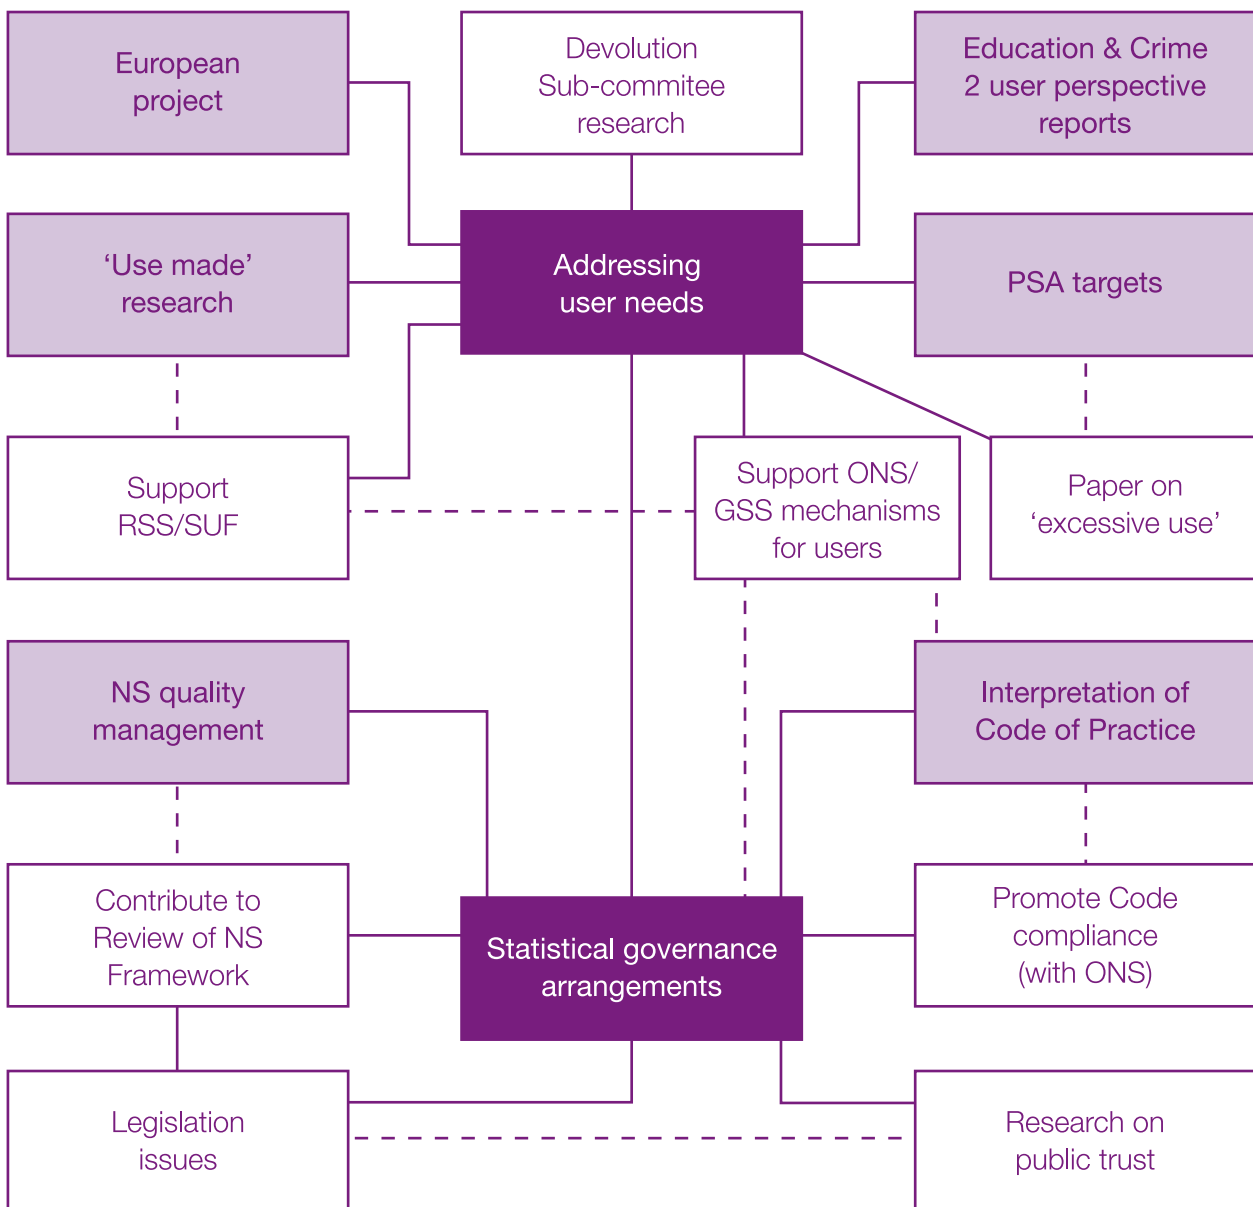 European
project
Devolution
Sub-commitee
research
Education & Crime
2 user perspective
reports
‘Use made’
research
Addressing
user needs
PSA targets
Support
RSS/SUF
Support ONS/
GSS mechanisms
for users
Paper on
‘excessive use’
NS quality
management
Interpretation of
Code of Practice
Contribute to
Review of NS
Framework
Statistical governance
arrangements
Promote Code
compliance
(with ONS)
Legislation
issues
Research on
public trust